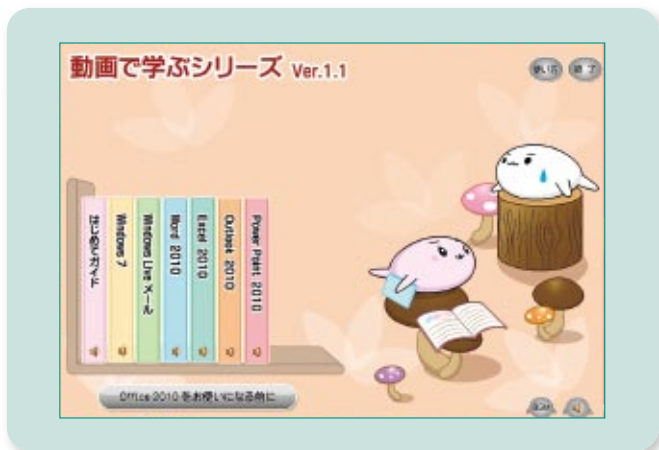 動画で学ぶシリーズ Ver.1.1
使い方
終了
はじめてガイド
Windows 7
Windows Live メール
Word 2010
Excel 2010
Outlook 2010
Power Point 2010
Office 2010 をお使いになる前に